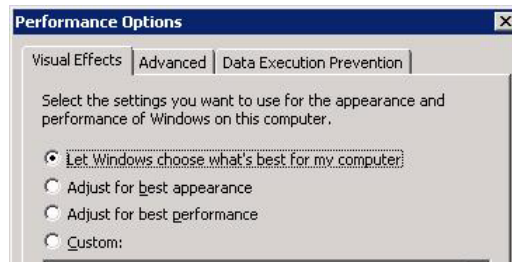 Performance Options
Visual Effects Advanced Data Execution Prevention
Select the settings you want to use for the appearance and
performance of Windows on this computer.
Let Windows choose what's best for my computer
Adjust for best appearance
Adjust for best performance
Custom: